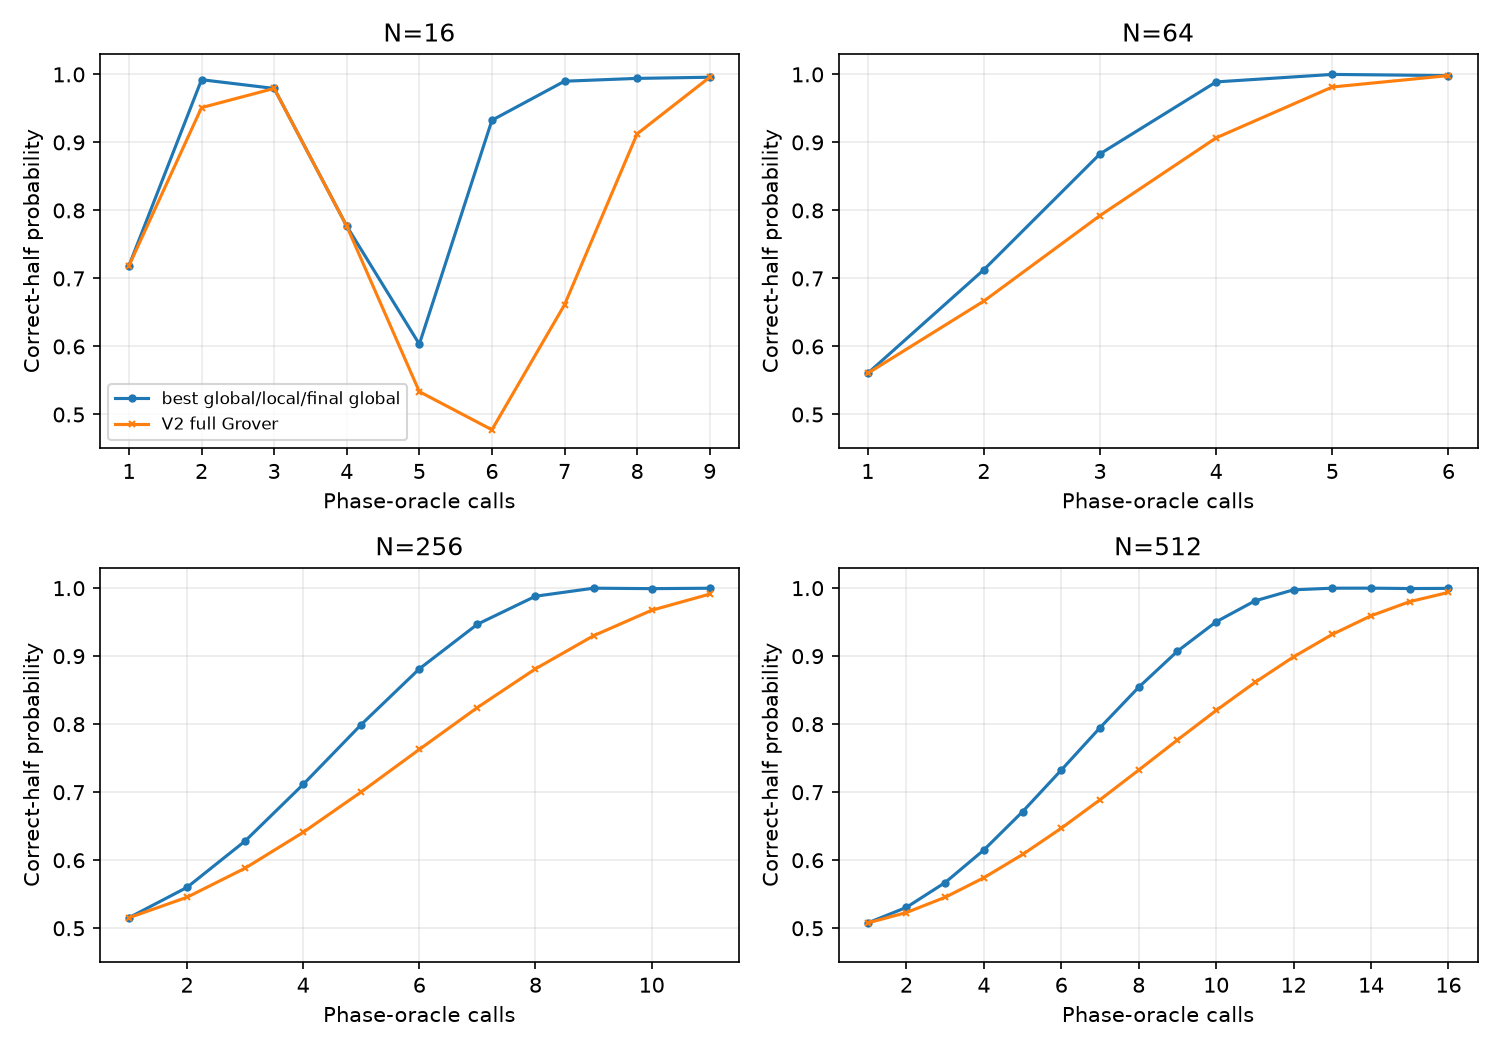 N=16
Correct-half probability
1.0
0.9
0.8
0.7
0.6
0.5
best global/local/final global
V2 full Grover
1 2 3 4 5 6 7 8 9
Phase-oracle calls
N=64
Correct-half probability
1.0
0.9
0.8
0.7
0.6
0.5
1 2 3 4 5 6
Phase-oracle calls
N=256
Correct-half probability
1.0
0.9
0.8
0.7
0.6
0.5
2 4 6 8 10
Phase-oracle calls
N=512
Correct-half probability
1.0
0.9
0.8
0.7
0.6
0.5
2 4 6 8 10 12 14 16
Phase-oracle calls